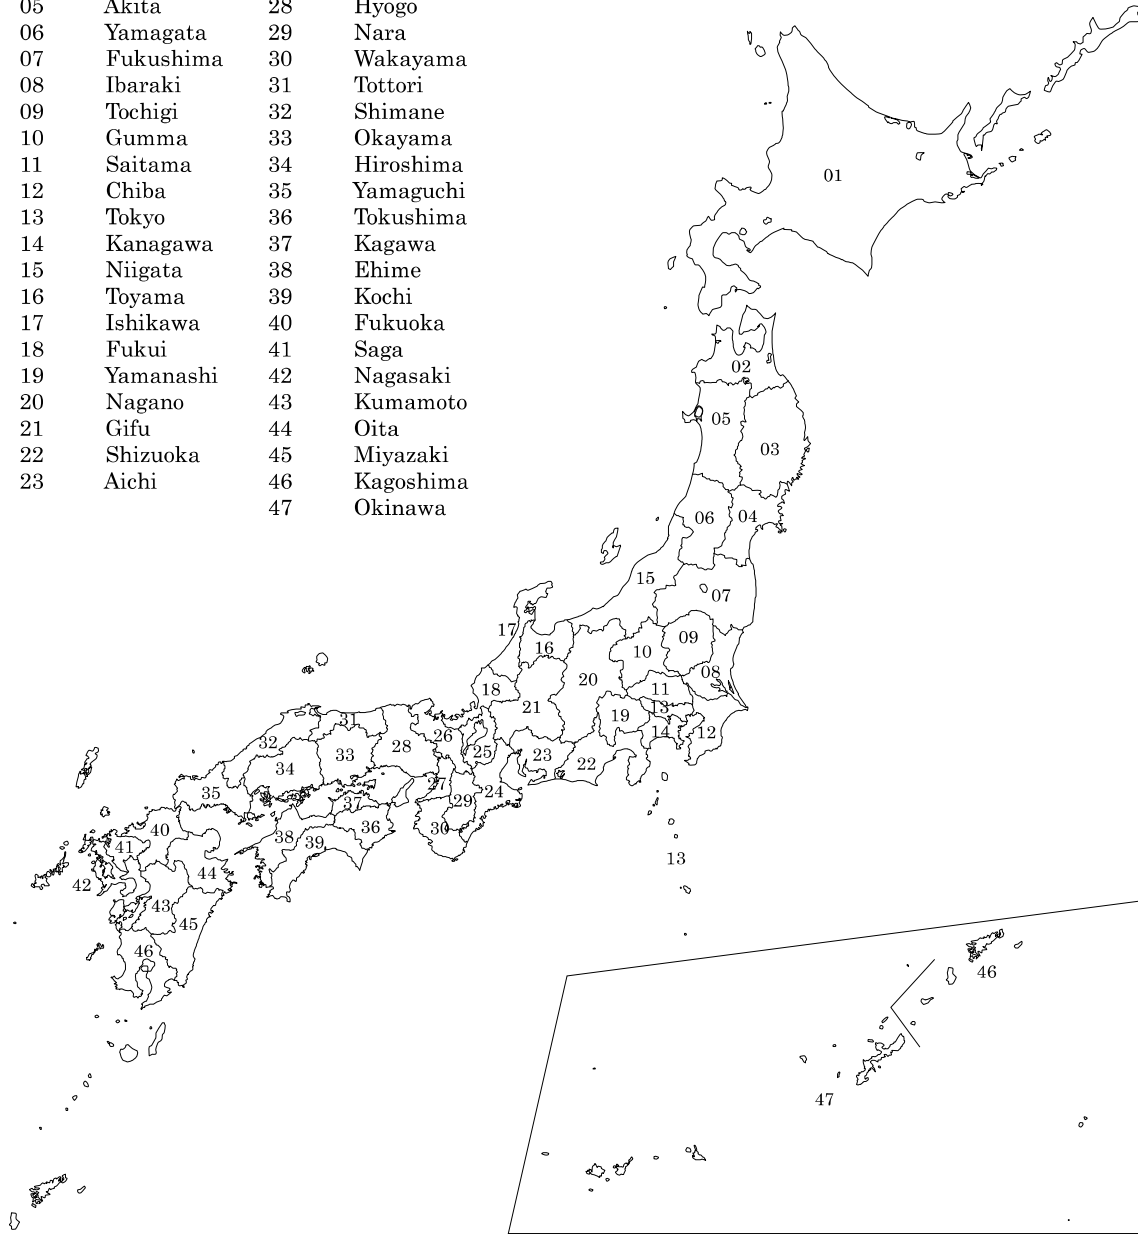 05 Akita 28 Hyogo
06 Yamagata 29 Nara
07 Fukushima 30 Wakayama
08 Ibaraki 31 Tottori
09 Tochigi 32 Shimane
10 Gumma 33 Okayama
11 Saitama 34 Hiroshima
12 Chiba 35 Yamaguchi
13 Tokyo 36 Tokushima
14 Kanagawa 37 Kagawa
15 Niigata 38 Ehime
16 Toyama 39 Kochi
17 Ishikawa 40 Fukuoka
18 Fukui 41 Saga
19 Yamanashi 42 Nagasaki
20 Nagano 43 Kumamoto
21 Gifu 44 Oita
22 Shizuoka 45 Miyazaki
23 Aichi 46 Kagoshima
47 Okinawa
01
02
05
03
06
04
15
07
17
16
10
09
20
08
18
11
21
19
13
31
32
26
14
12
33
28
25
23
34
22
27
35
24
37
29
40
36
30
41
38
39
13
44
42
43
45
46
46
47